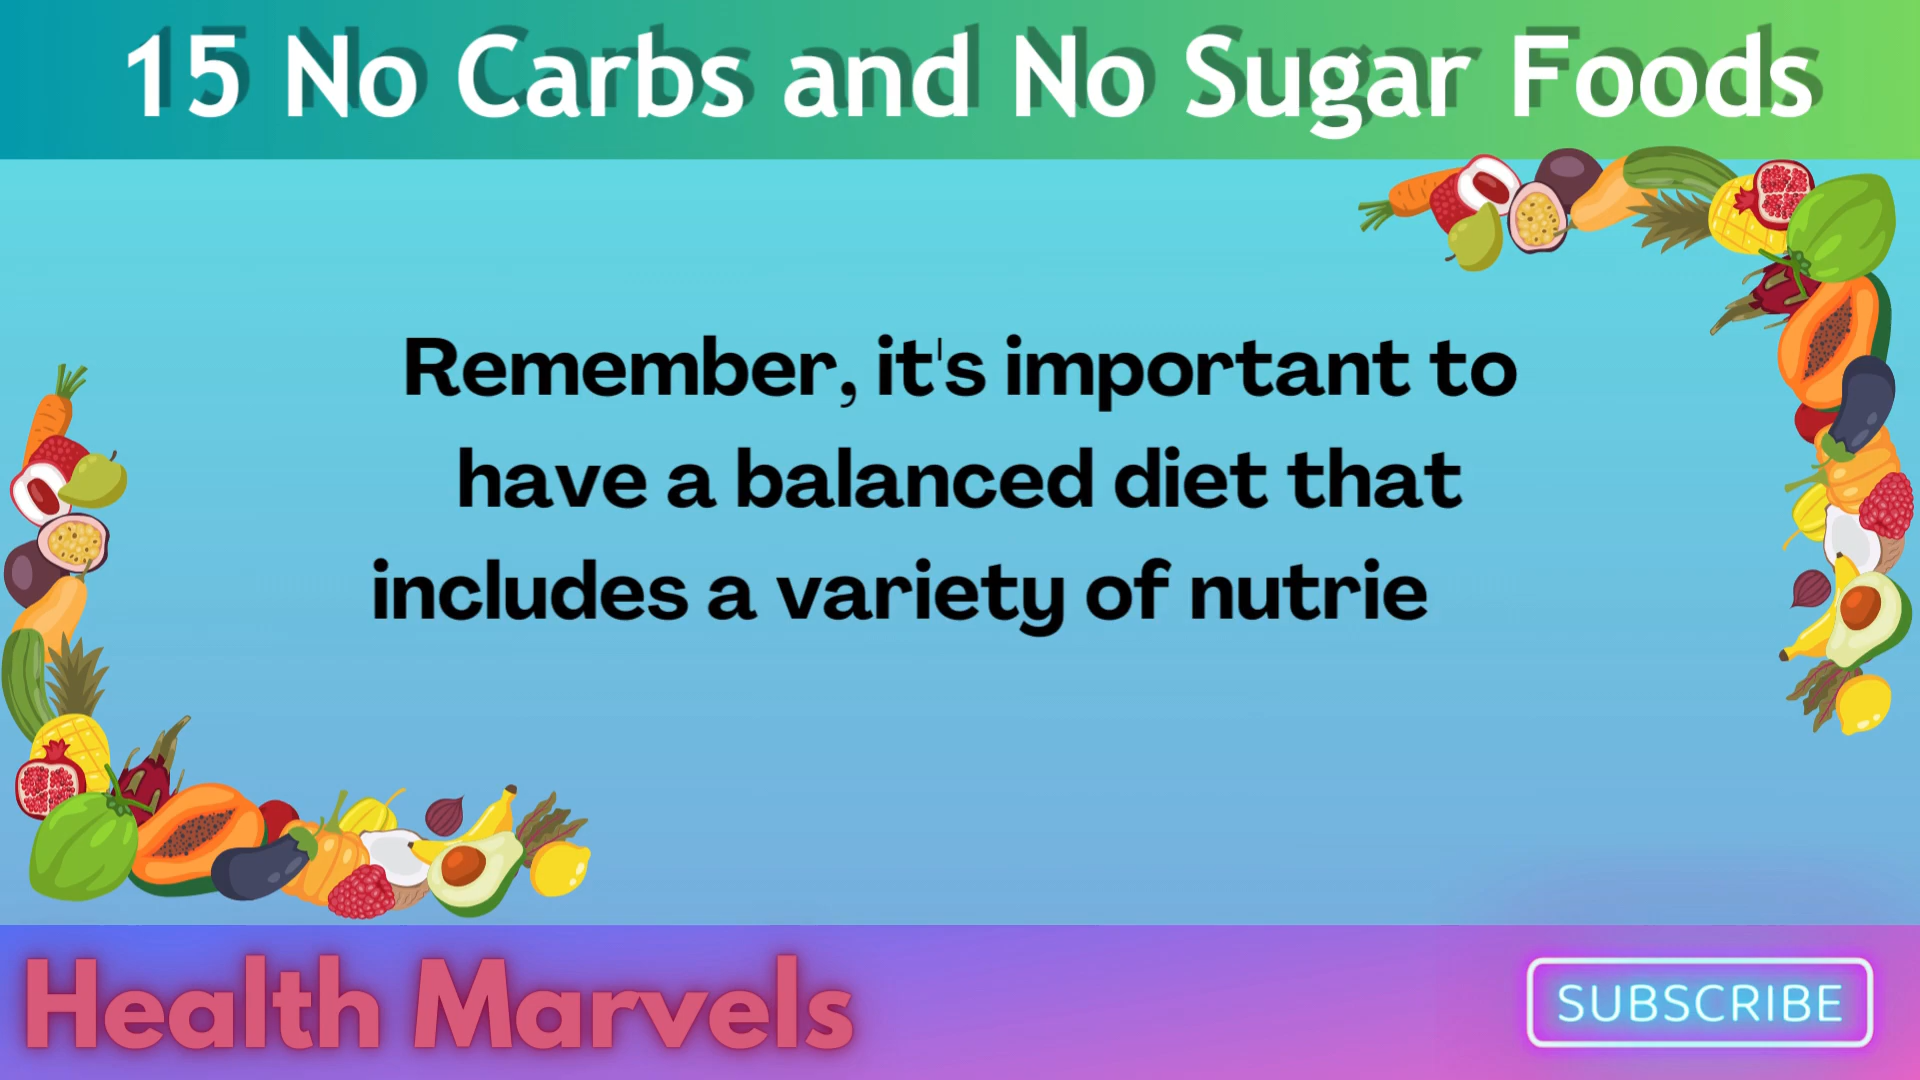 15 No Carbs and No Sugar Foods
Remember, it's important to
have a balanced diet that
includes a variety of nutrie
Health Marvels
SUBSCRIBE